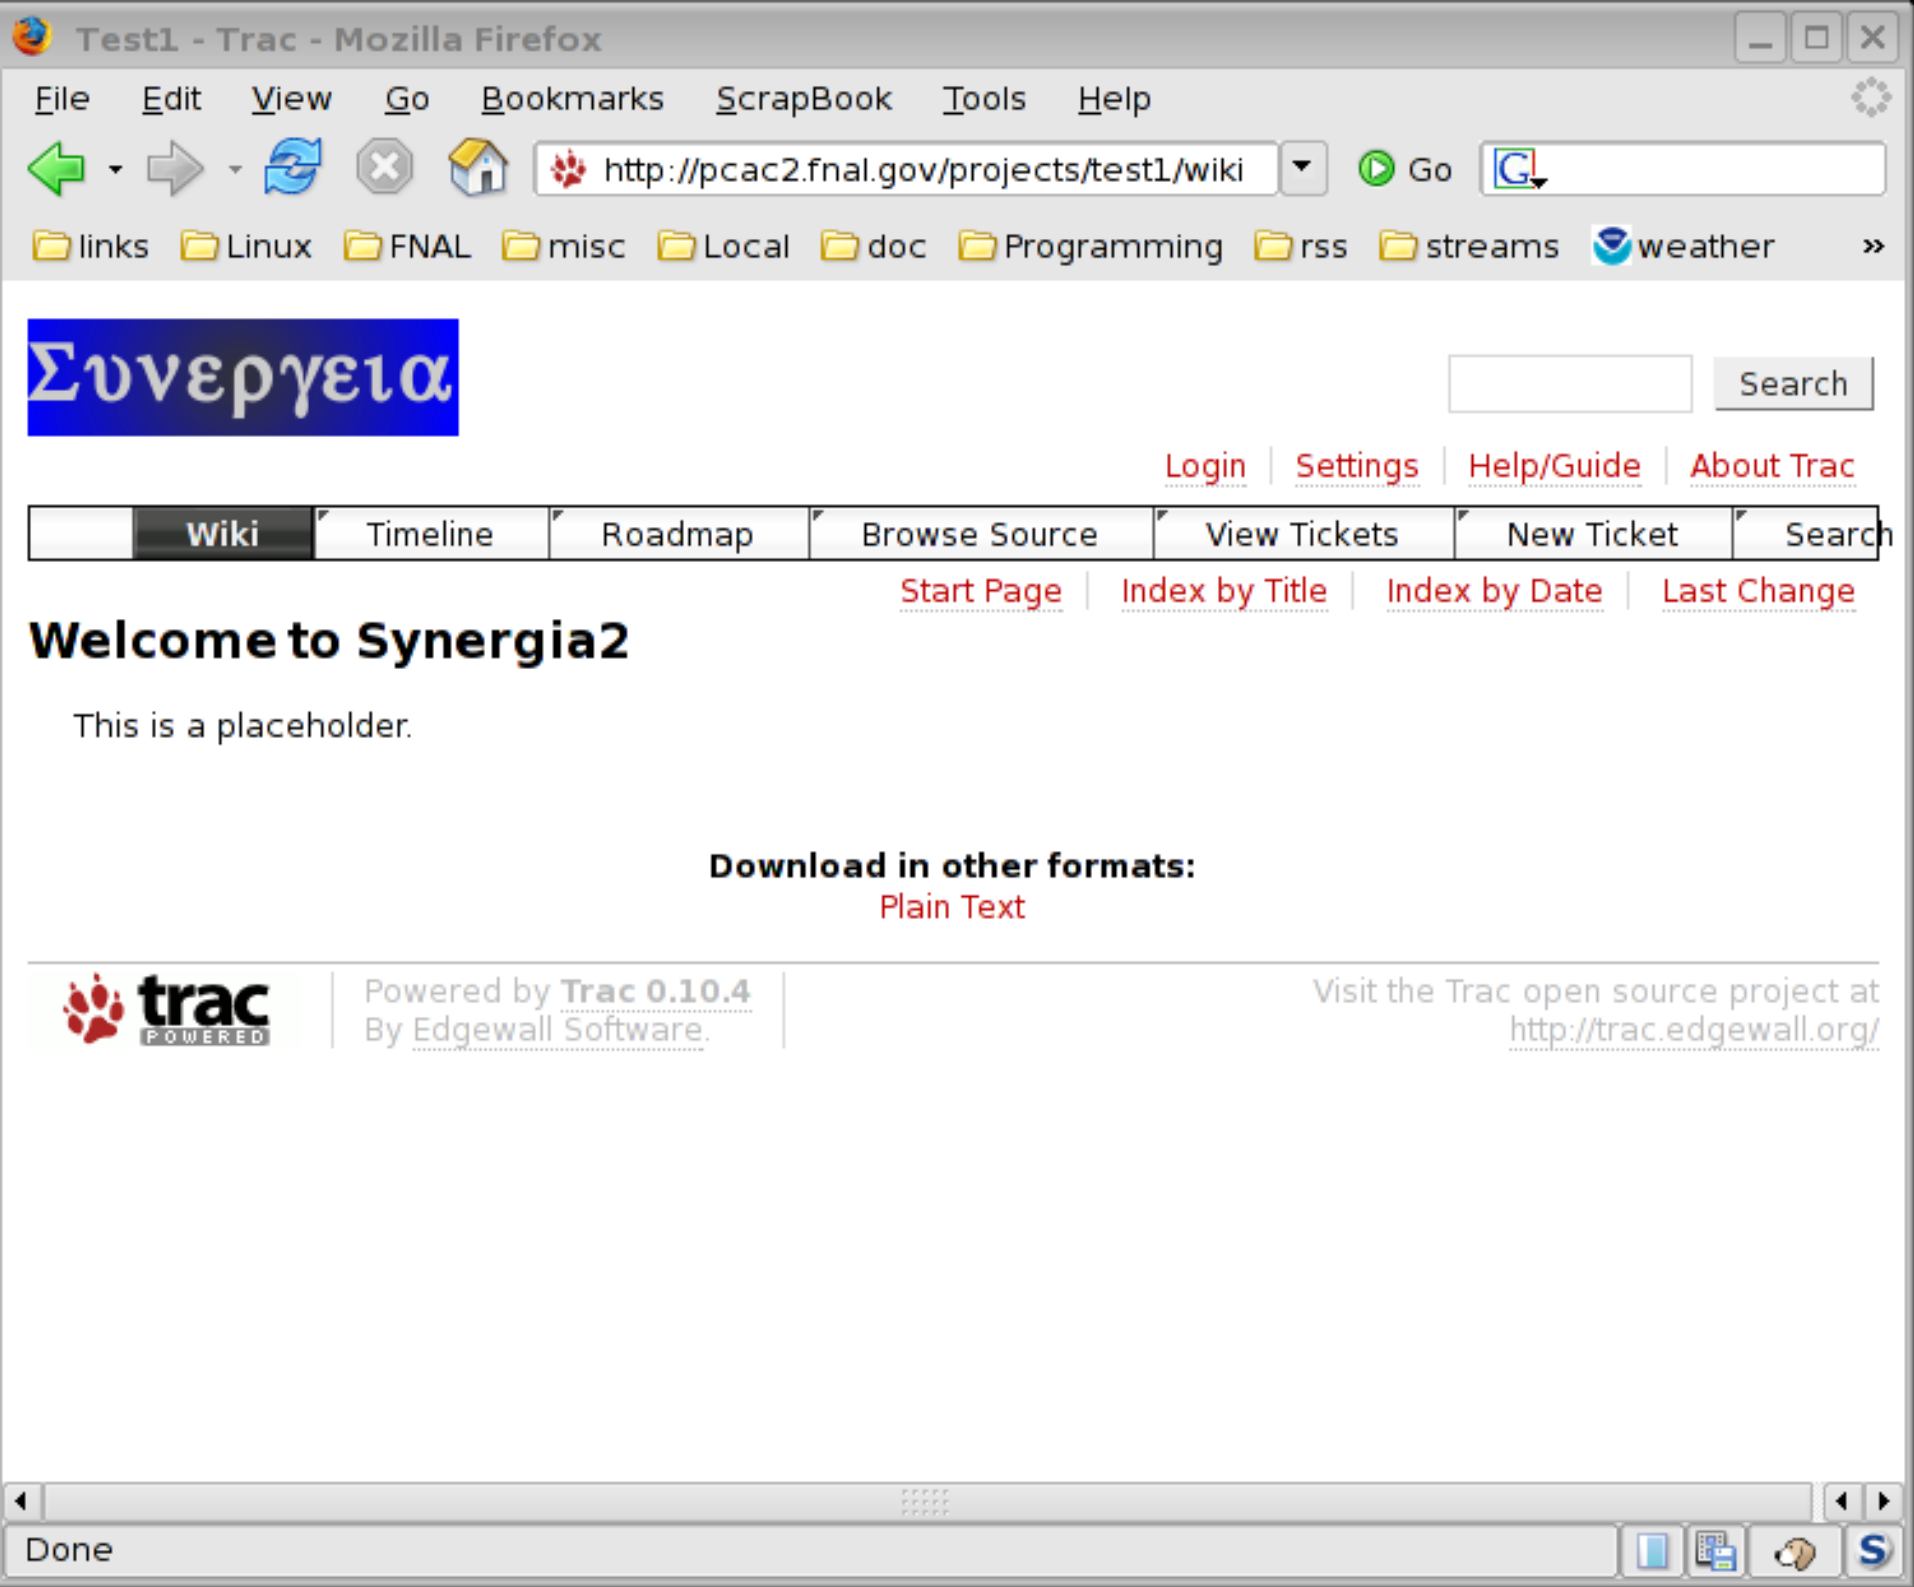 Test1 - Trac - Mozilla Firefox
File Edit View Go Bookmarks ScrapBook Tools Help
http://pcac2.fnal.gov/projects/test1/wiki Go G
links Linux FNAL misc Local doc Programming rss streams weather »
Συνεργεια
Search
Login Settings Help/Guide About Trac
Wiki Timeline Roadmap Browse Source View Tickets New Ticket Search
Start Page Index by Title Index by Date Last Change
Welcome to Synergia2
This is a placeholder.
Download in other formats:
Plain Text
trac
POWERED
Powered by Trac 0.10.4
By Edgewall Software.
Visit the Trac open source project at
http://trac.edgewall.org/
Done S